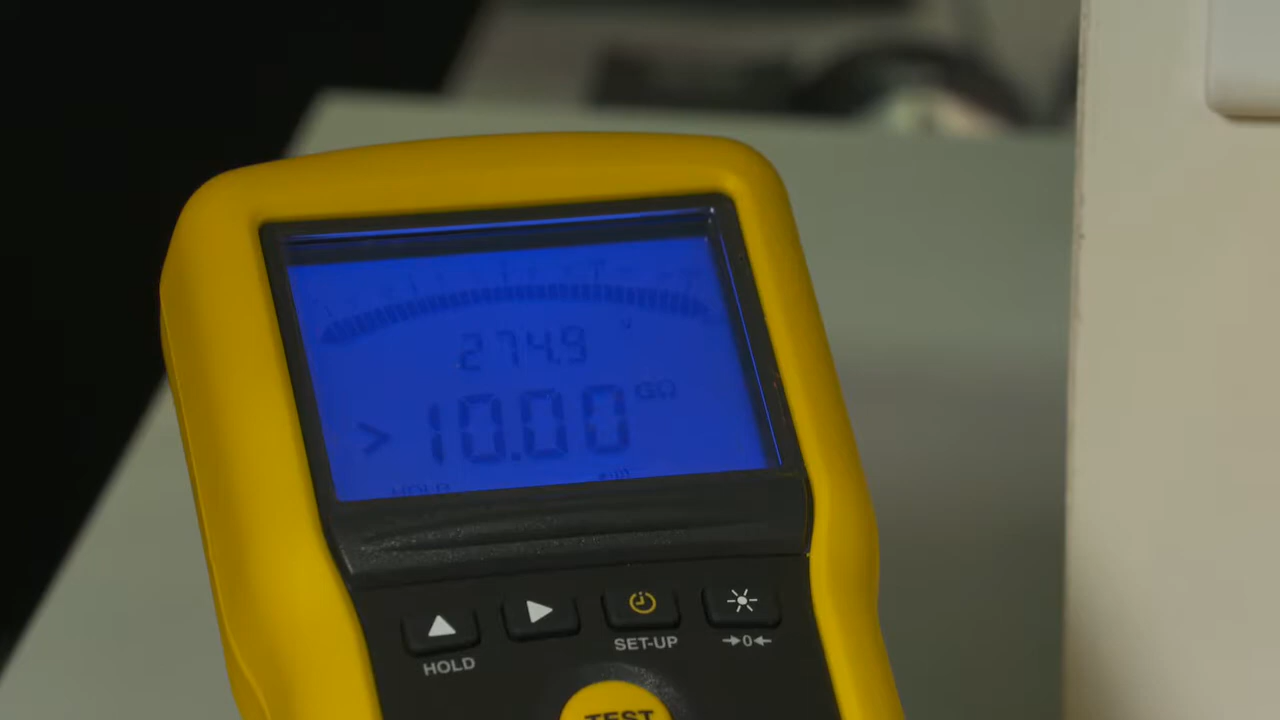 274.9 V
> 10.00 GΩ
HOLD
SET-UP
→0←
TEST